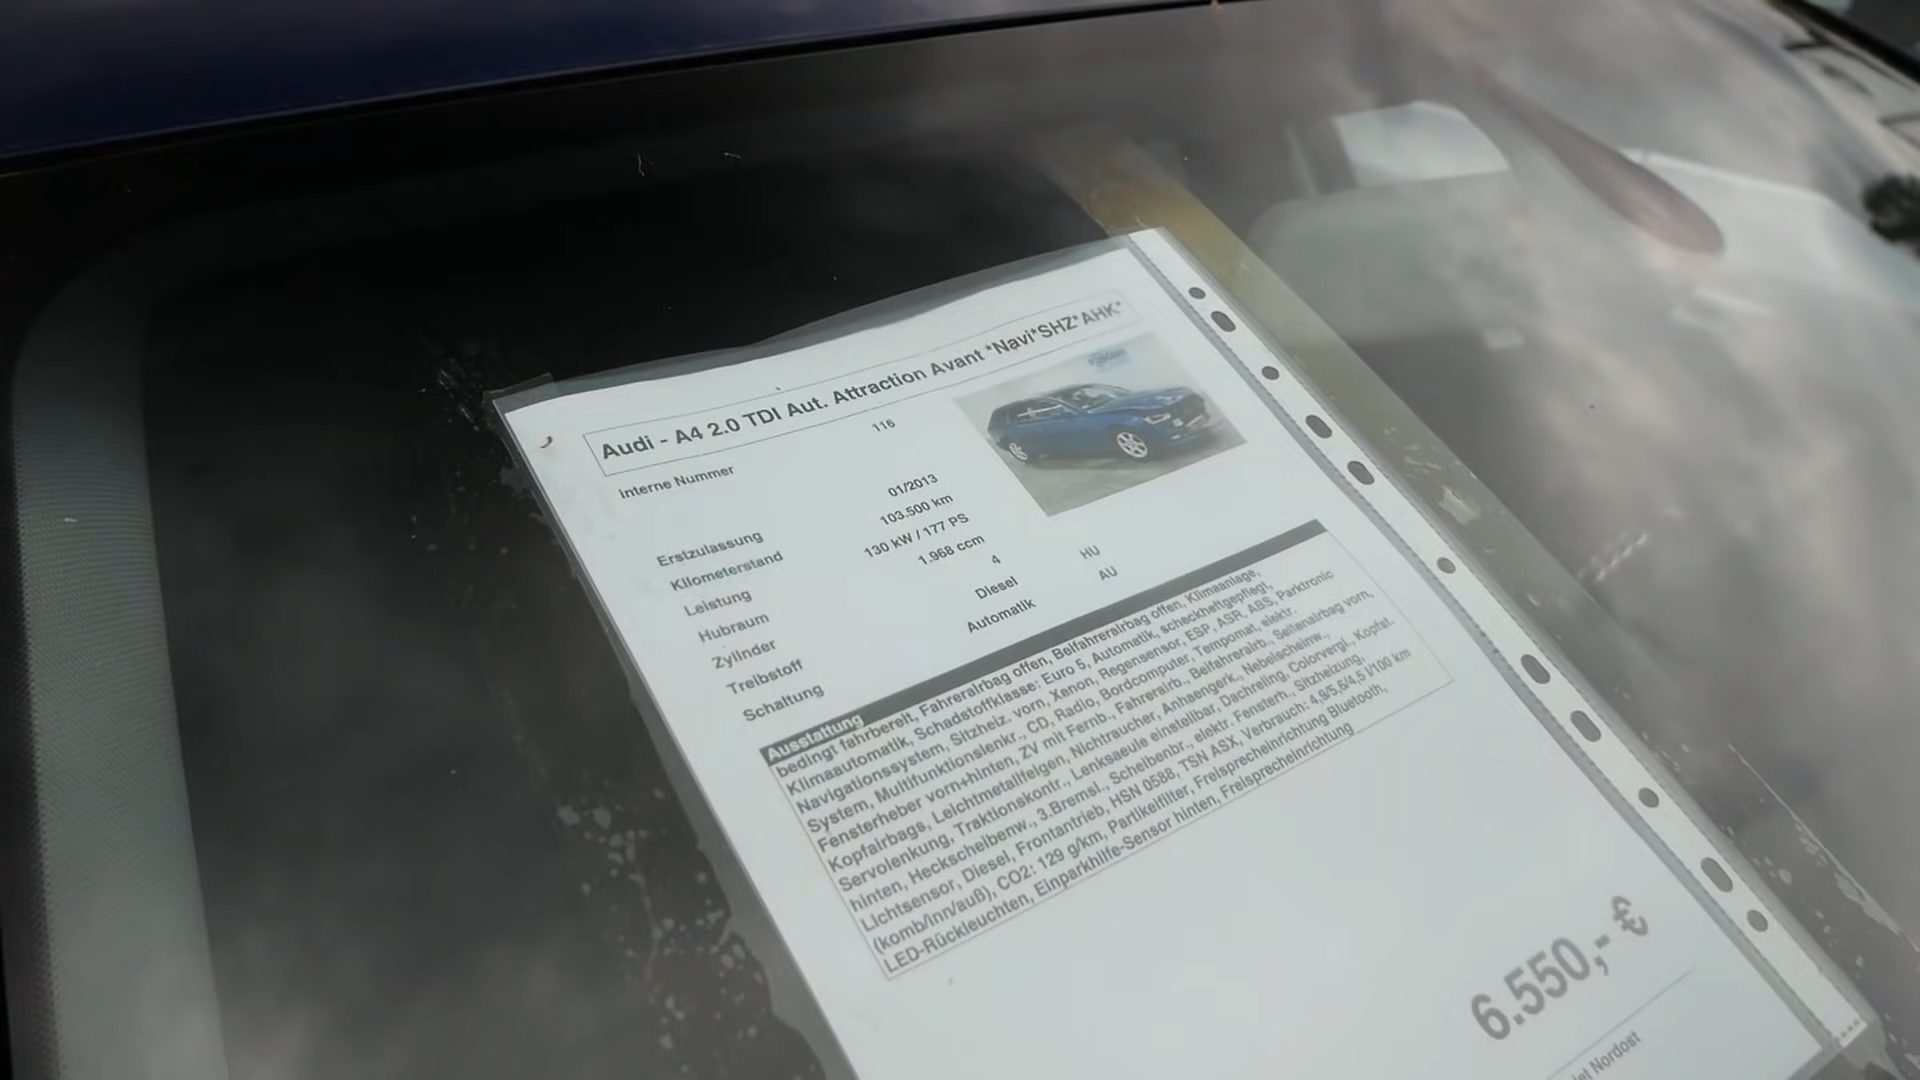 Audi - A4 2.0 TDI Aut. Attraction Avant *Navi*SHZ*AHK*
Interne Nummer 116
Erstzulassung 01/2013
Kilometerstand 103.500 km
Leistung 130 kW / 177 PS
Hubraum 1.968 ccm
Zylinder 4
Treibstoff Diesel HU
Schaltung Automatik AU
Ausstattung
bedingt fahrbereit, Fahrerairbag offen, Beifahrerairbag offen, Klimaanlage,
Klimaautomatik, Schadstoffklasse: Euro 5, Automatik, scheckheftgepflegt,
Navigationssystem, Sitzheiz. vorn, Xenon, Regensensor, ESP, ASR, ABS, Parktronic
System, Multifunktionslenkr., CD, Radio, Bordcomputer, Tempomat, elektr.
Fensterheber vorn+hinten, ZV mit Fernb., Fahrerairb., Beifahrerairb., Seitenairbag vorn,
Kopfairbags, Leichtmetallfelgen, Nichtraucher, Anhaengerk., Nebelscheinw.,
Servolenkung, Traktionskontr., Lenksaeule einstellbar, Dachreling, Colorvergl., Kopfst.
hinten, Heckscheibenw., 3.Bremsl., Scheibenbr., elektr. Fensterh., Sitzheizung,
Lichtsensor, Diesel, Frontantrieb, HSN 0588, TSN ASX, Verbrauch: 4,9/5,6/4,5 l/100 km
(komb/inn/auß), CO2: 129 g/km, Partikelfilter, Freisprecheinrichtung Bluetooth,
LED-Rückleuchten, Einparkhilfe-Sensor hinten, Freisprecheinrichtung
6.550,- €
Nordost